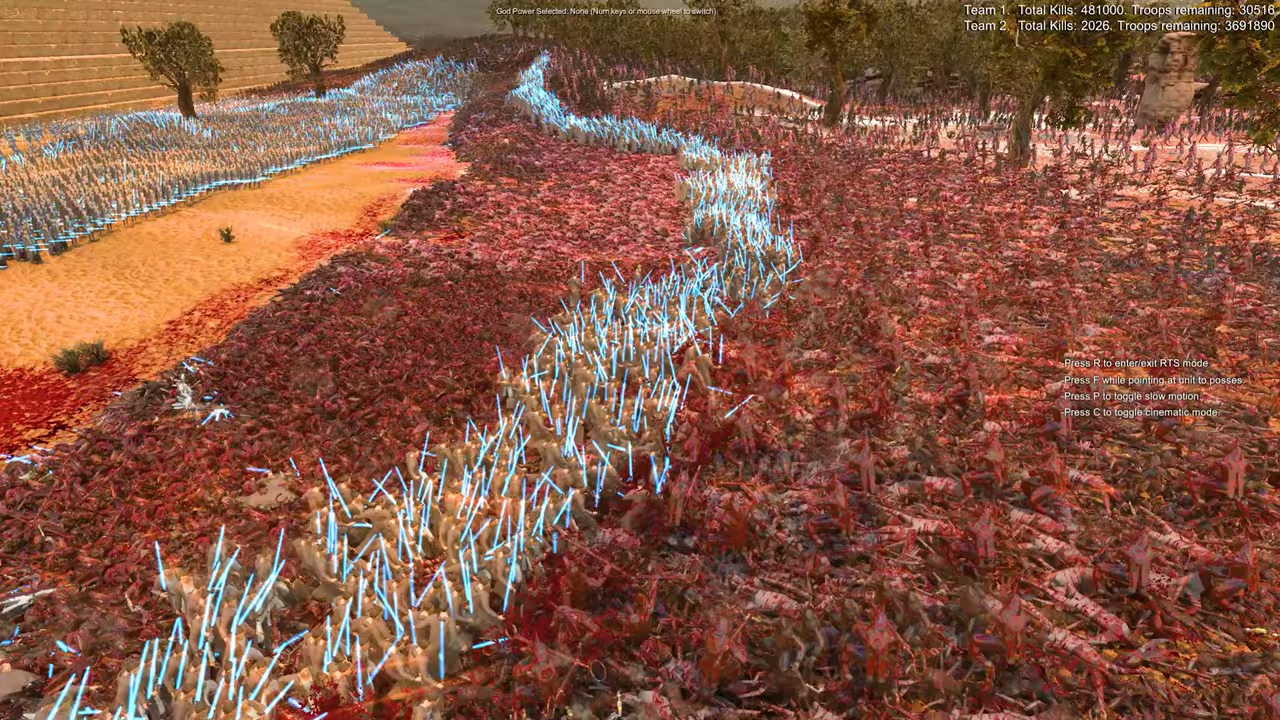 God Power Selected: None (Num keys or mouse wheel to switch)
Team 1. Total Kills: 481000. Troops remaining: 30516
Team 2. Total Kills: 2026. Troops remaining: 3691890
Press R to enter/exit RTS mode
Press F while pointing at unit to posses
Press P to toggle slow motion
Press C to toggle cinematic mode